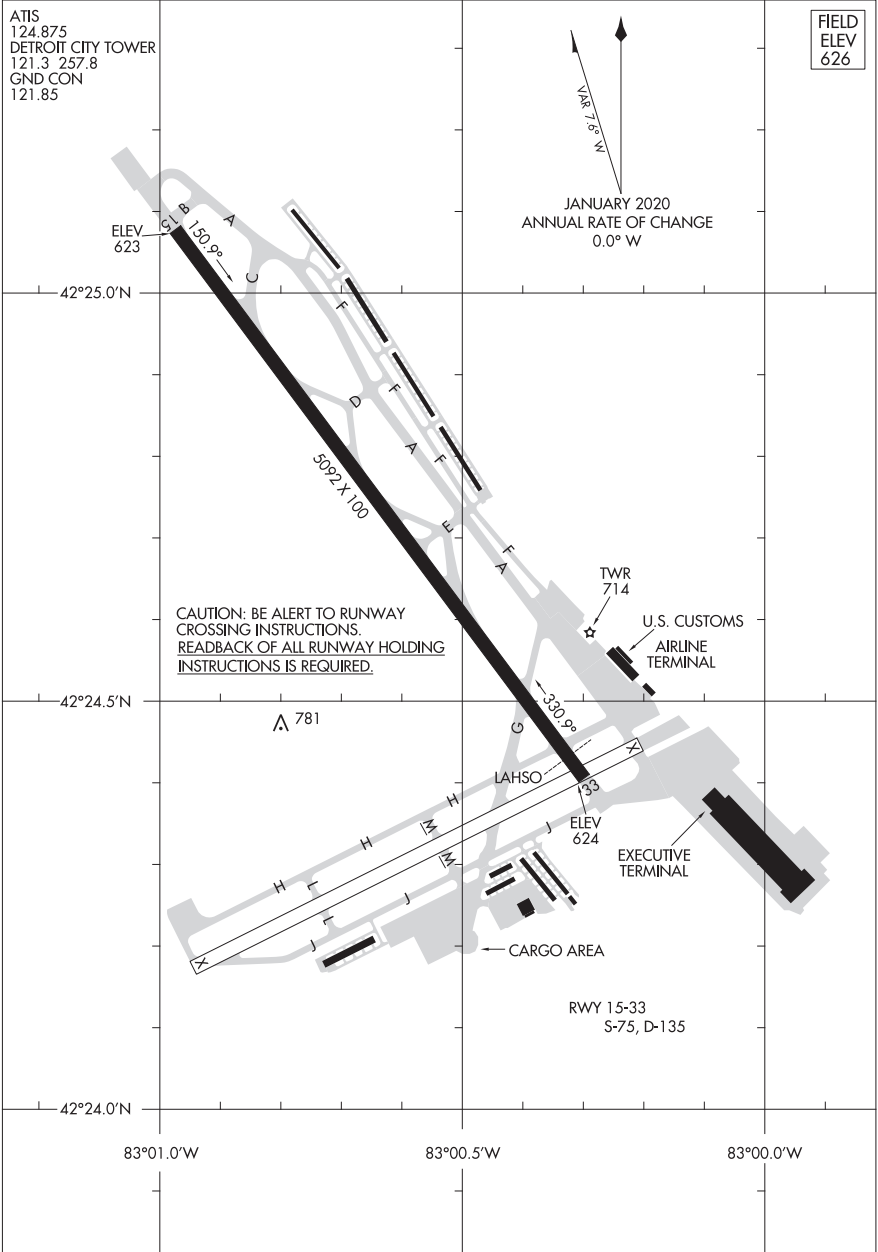 ATIS
124.875
DETROIT CITY TOWER
121.3 257.8
GND CON
121.85
FIELD
ELEV
626
VAR 7.6° W
JANUARY 2020
ANNUAL RATE OF CHANGE
0.0° W
B
A
ELEV
623
15
150.9°
C
42°25.0'N
F
F
D
A
F
5092 X 100
E
F
A
TWR
714
U.S. CUSTOMS
AIRLINE
TERMINAL
CAUTION: BE ALERT TO RUNWAY
CROSSING INSTRUCTIONS.
READBACK OF ALL RUNWAY HOLDING
INSTRUCTIONS IS REQUIRED.
42°24.5'N
781
330.9°
G
X
LAHSO
33
H
M
J
ELEV
624
H
M
EXECUTIVE
TERMINAL
H
L
J
L
J
X
CARGO AREA
RWY 15-33
S-75, D-135
42°24.0'N
83°01.0'W
83°00.5'W
83°00.0'W